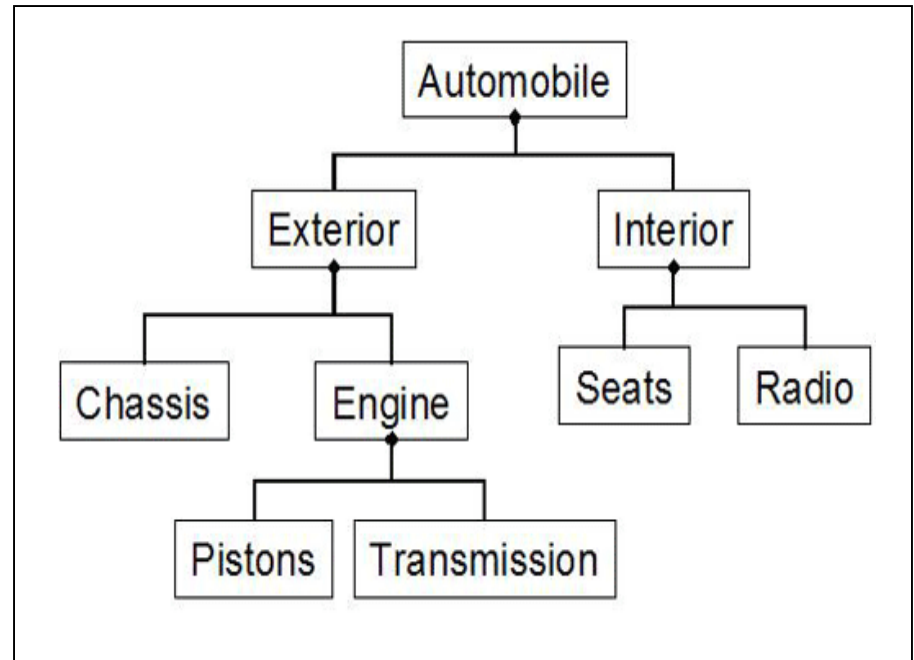 Automobile
Exterior
Interior
Chassis
Engine
Seats
Radio
Pistons
Transmission